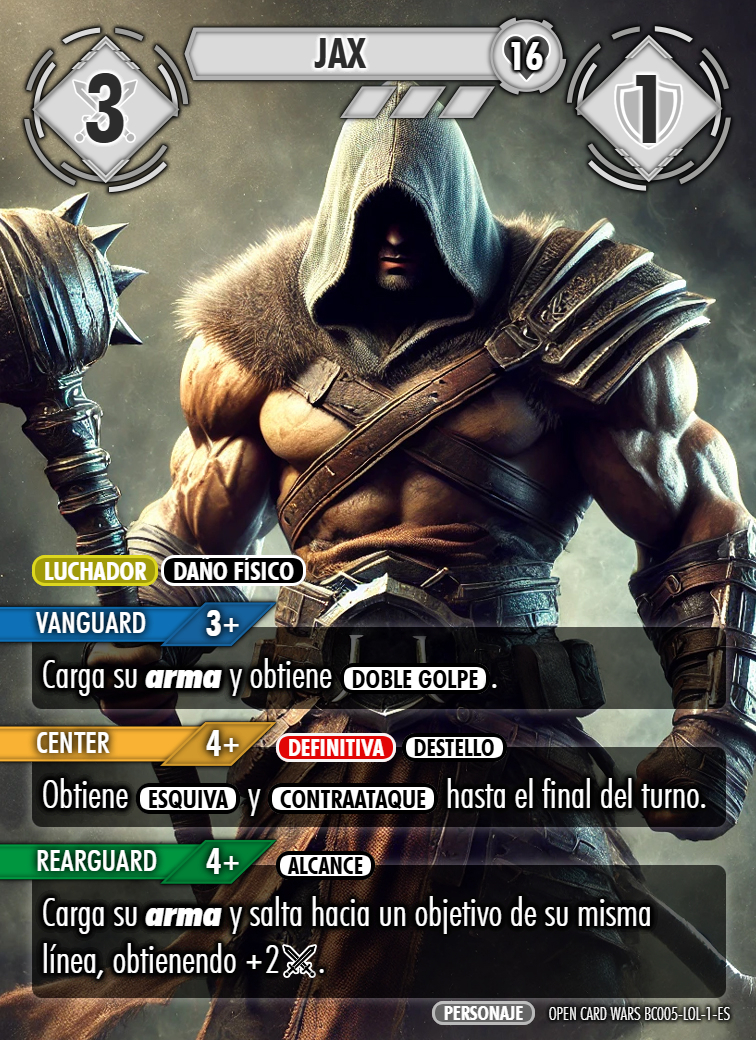 3
JAX
16
1
LUCHADOR DAÑO FÍSICO
VANGUARD 3+
Carga su arma y obtiene DOBLE GOLPE.
CENTER 4+ DEFINITIVA DESTELLO
Obtiene ESQUIVA y CONTRAATAQUE hasta el final del turno.
REARGUARD 4+ ALCANCE
Carga su arma y salta hacia un objetivo de su misma
línea, obtienendo +2.
PERSONAJE OPEN CARD WARS BC005-LOL-1-ES